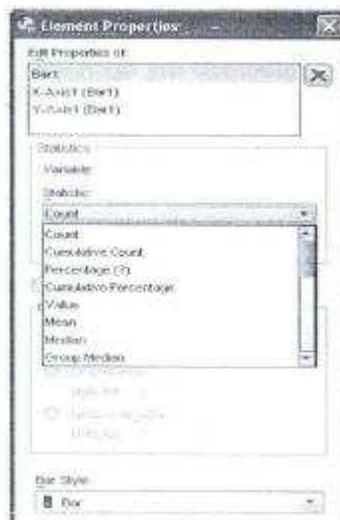 Element Properties
Edit Properties of:
Bar1
X-Axis1 (Bar1)
Y-Axis1 (Bar1)
Statistics
Variable:
Statistic:
Count
Count
Cumulative Count
Percentage (?)
Cumulative Percentage
Value
Mean
Median
Group Median
Bar Style:
Bar